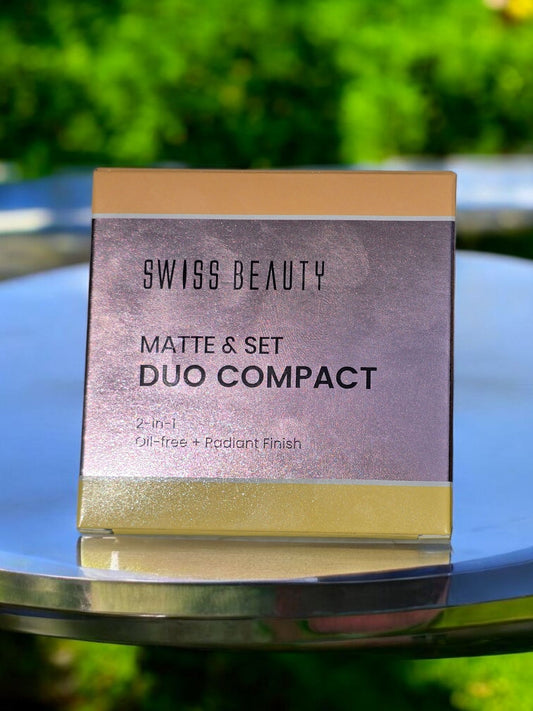 SWISS BEAUTY
MATTE & SET
DUO COMPACT
2-in-1
Oil-free + Radiant Finish